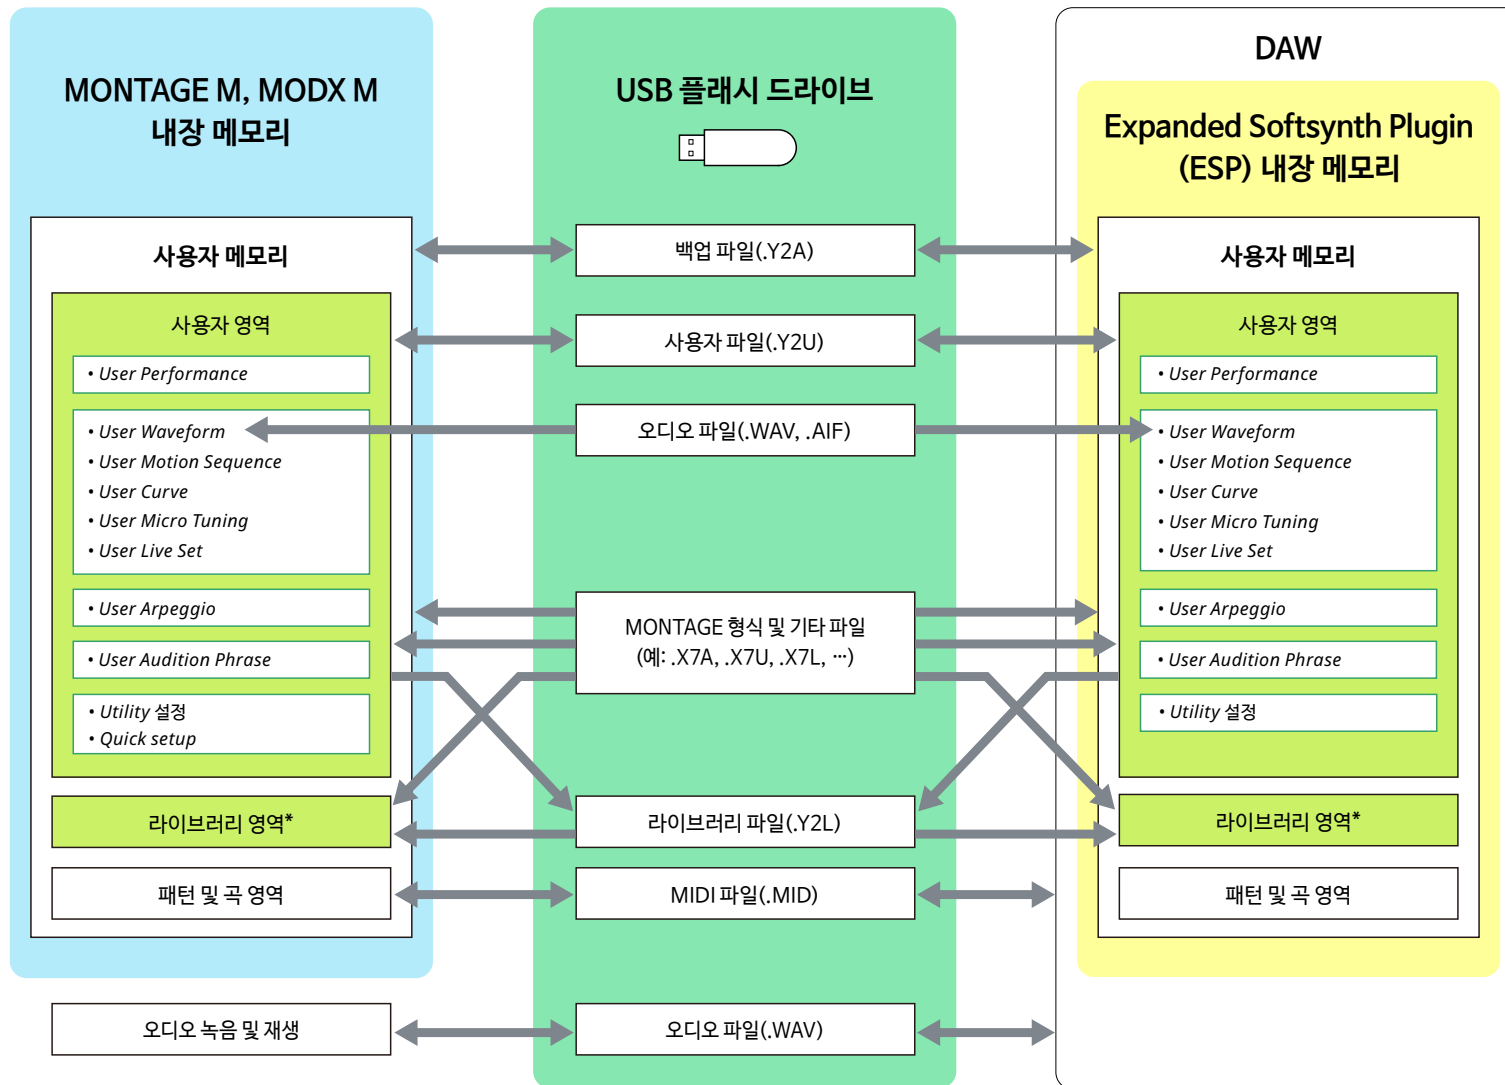 MONTAGE M, MODX M
내장 메모리
사용자 메모리
사용자 영역
• User Performance
• User Waveform
• User Motion Sequence
• User Curve
• User Micro Tuning
• User Live Set
• User Arpeggio
• User Audition Phrase
• Utility 설정
• Quick setup
라이브러리 영역*
패턴 및 곡 영역
오디오 녹음 및 재생
USB 플래시 드라이브
백업 파일(.Y2A)
사용자 파일(.Y2U)
오디오 파일(.WAV, .AIF)
MONTAGE 형식 및 기타 파일
(예: .X7A, .X7U, .X7L, ···)
라이브러리 파일(.Y2L)
MIDI 파일(.MID)
오디오 파일(.WAV)
DAW
Expanded Softsynth Plugin
(ESP) 내장 메모리
사용자 메모리
사용자 영역
• User Performance
• User Waveform
• User Motion Sequence
• User Curve
• User Micro Tuning
• User Live Set
• User Arpeggio
• User Audition Phrase
• Utility 설정
라이브러리 영역*
패턴 및 곡 영역